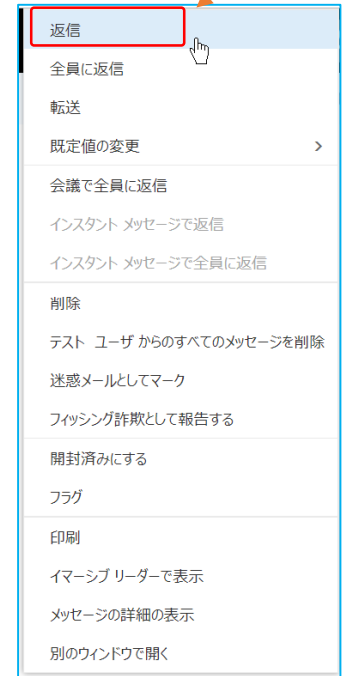 返信
全員に返信
転送
既定値の変更
会議で全員に返信
インスタント メッセージで返信
インスタント メッセージで全員に返信
削除
テスト ユーザ からのすべてのメッセージを削除
迷惑メールとしてマーク
フィッシング詐欺として報告する
開封済みにする
フラグ
印刷
イマーシブ リーダーで表示
メッセージの詳細の表示
別のウィンドウで開く